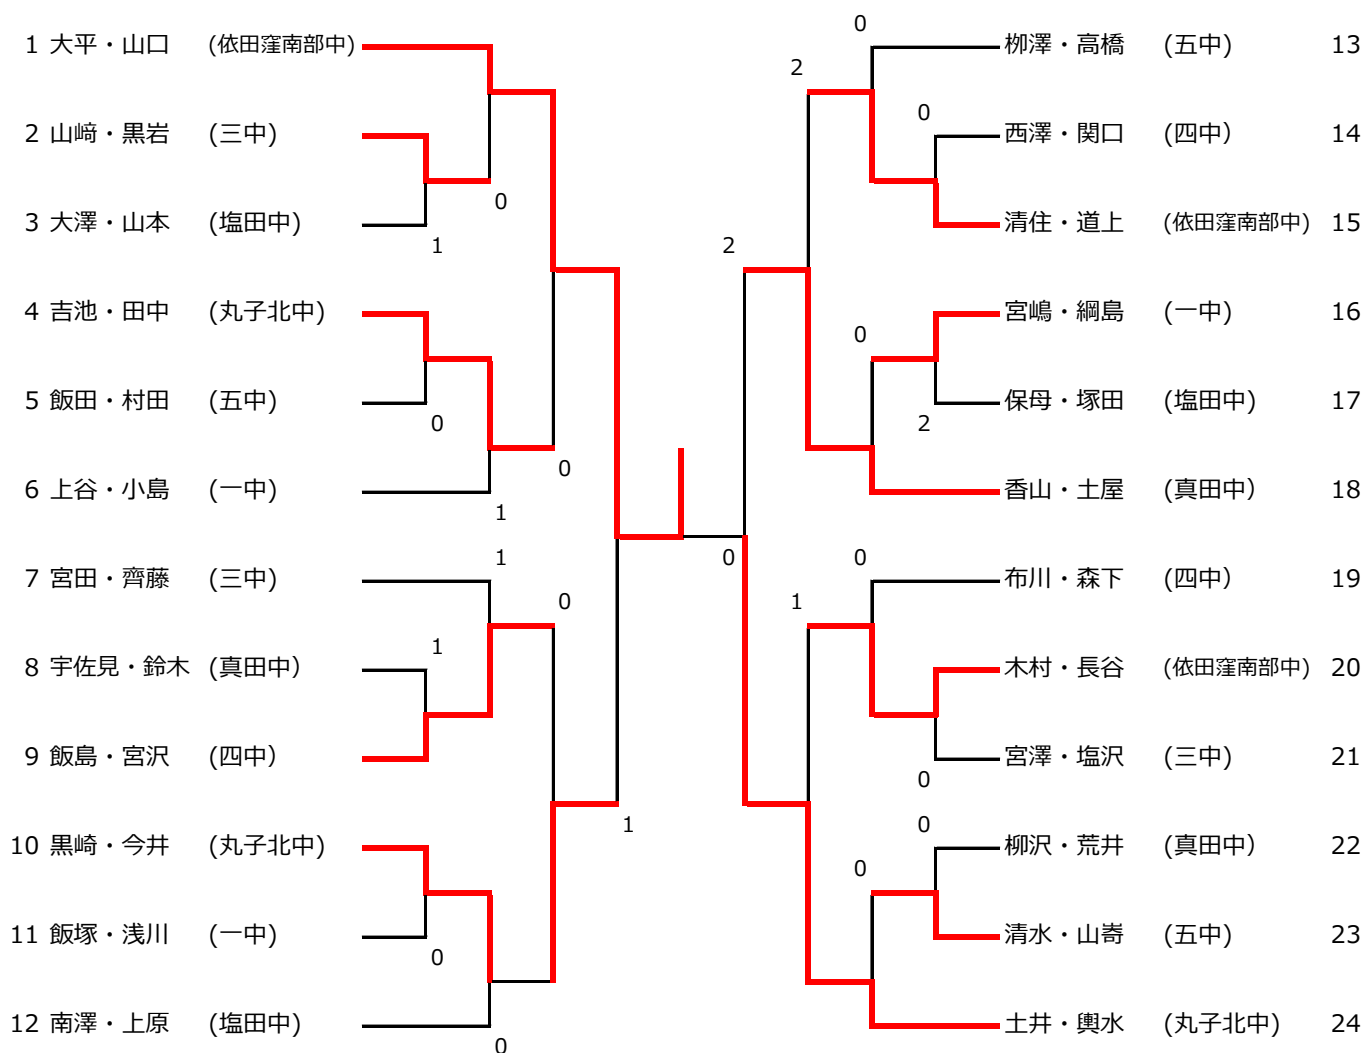 1 大平・山口 (依田窪南部中)
2 山﨑・黒岩 (三中)
0
3 大澤・山本 (塩田中)
1
4 吉池・田中 (丸子北中)
5 飯田・村田 (五中)
0
0
6 上谷・小島 (一中)
1
1
7 宮田・齊藤 (三中)
0
1
8 宇佐見・鈴木 (真田中)
9 飯島・宮沢 (四中)
1
10 黒崎・今井 (丸子北中)
11 飯塚・浅川 (一中)
0
12 南澤・上原 (塩田中)
0
0
栁澤・高橋 (五中) 13
2
0
西澤・関口 (四中) 14
清住・道上 (依田窪南部中) 15
2
宮嶋・綱島 (一中) 16
0
保母・塚田 (塩田中) 17
2
香山・土屋 (真田中) 18
0
0
布川・森下 (四中) 19
1
木村・長谷 (依田窪南部中) 20
宮澤・塩沢 (三中) 21
0
0
柳沢・荒井 (真田中) 22
0
清水・山嵜 (五中) 23
土井・輿水 (丸子北中) 24